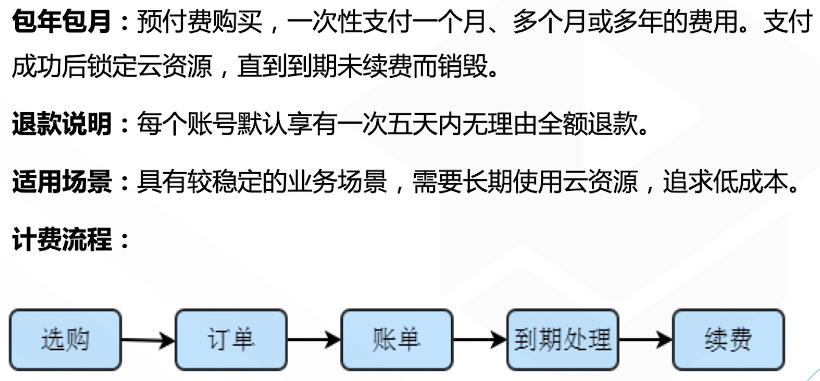 包年包月：预付费购买，一次性支付一个月、多个月或多年的费用。支付
成功后锁定云资源，直到到期未续费而销毁。
退款说明：每个账号默认享有一次五天内无理由全额退款。
适用场景：具有较稳定的业务场景，需要长期使用云资源，追求低成本。
计费流程：
选购 订单 账单 到期处理 续费